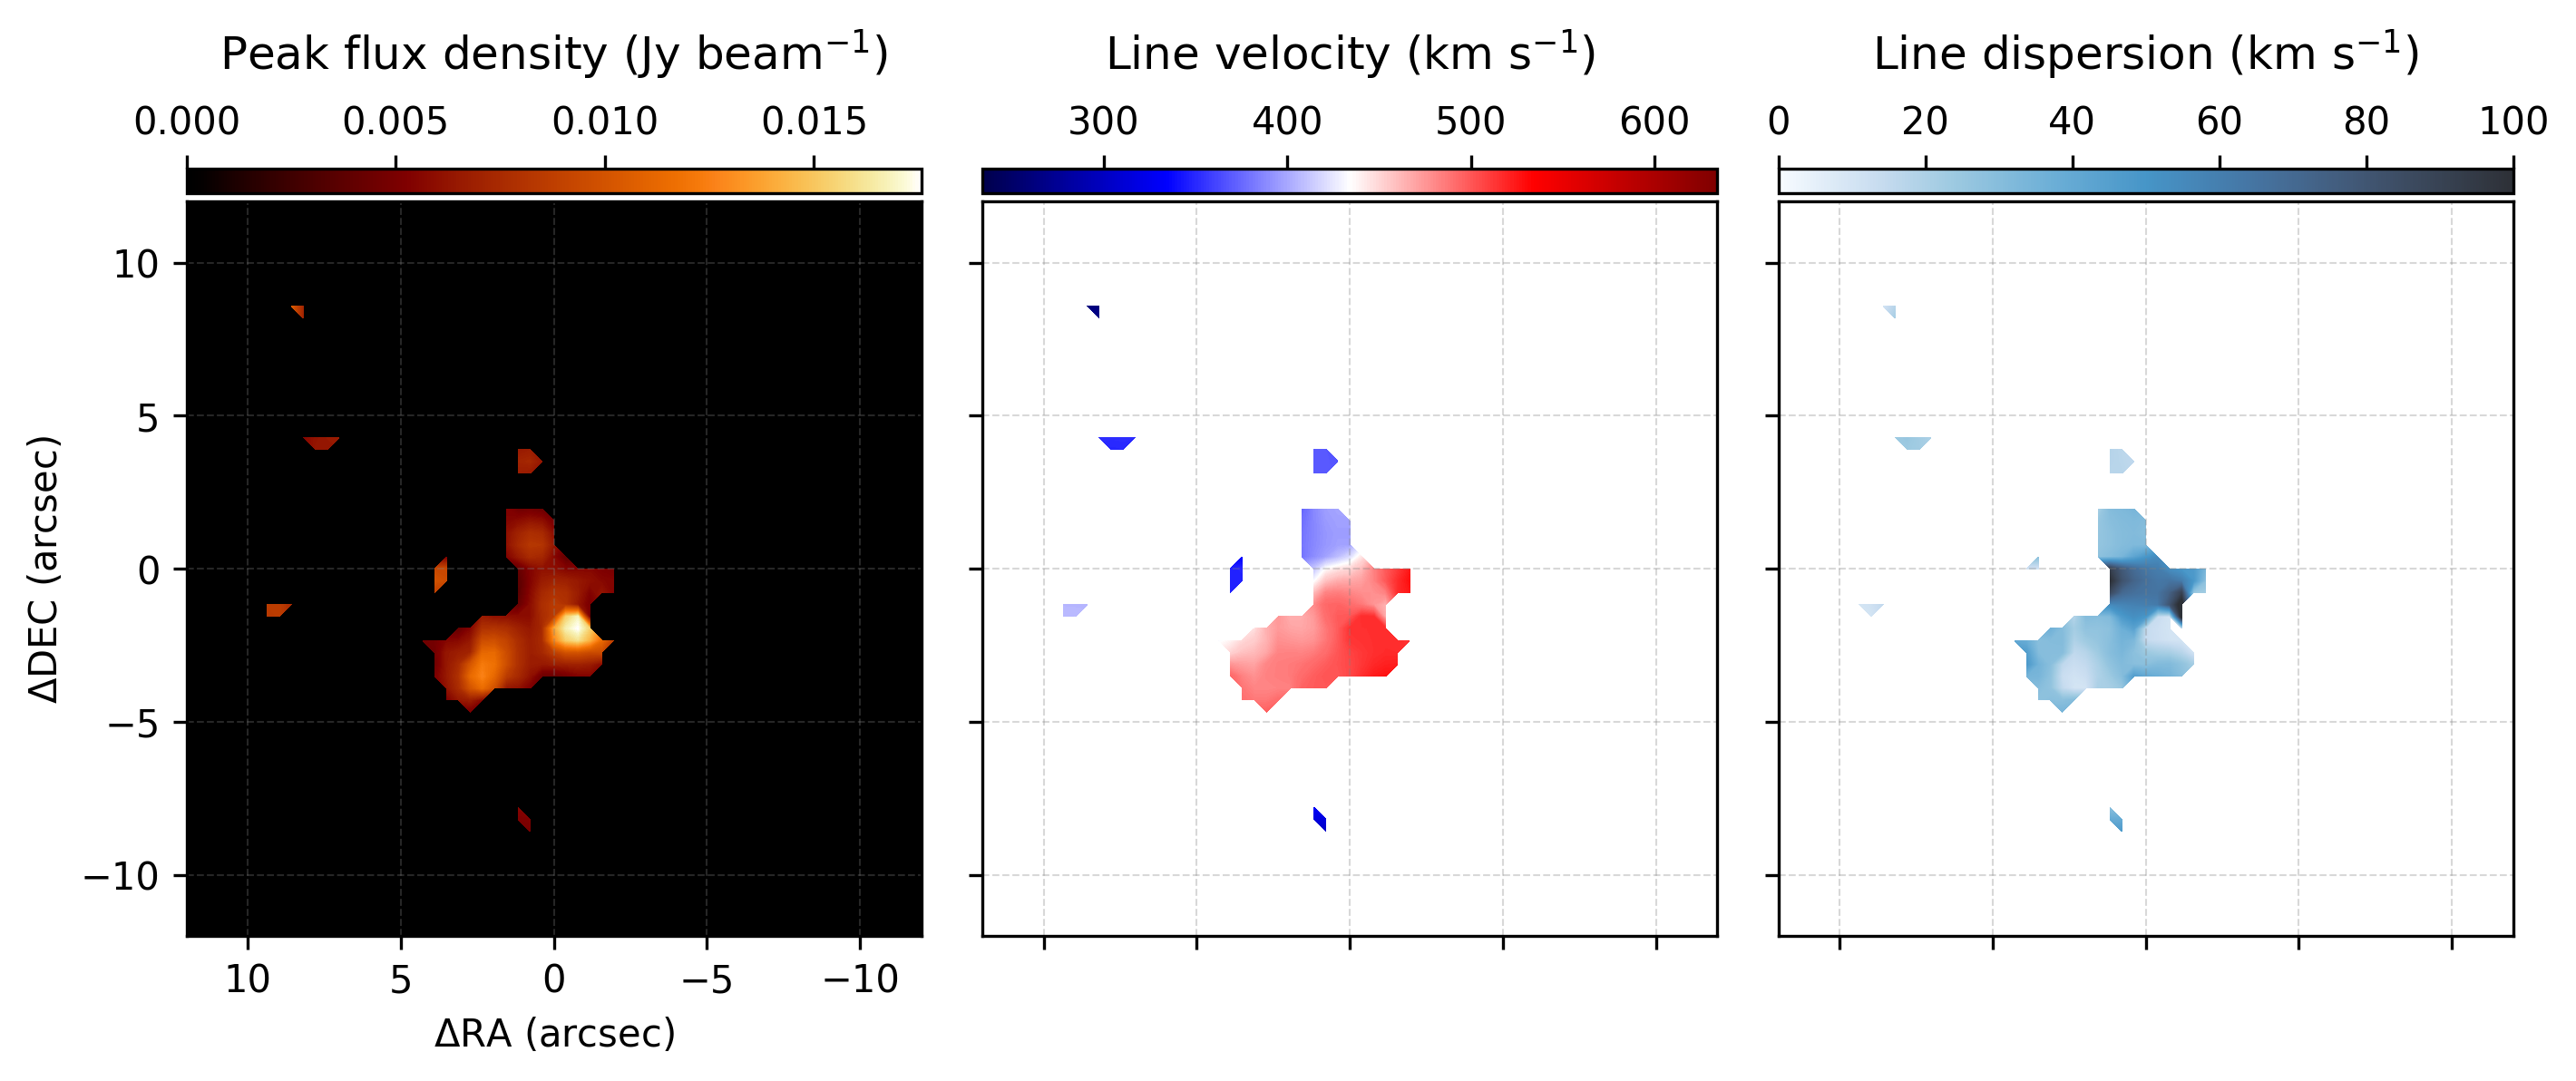 Peak flux density (Jy beam⁻¹) Line velocity (km s⁻¹) Line dispersion (km s⁻¹)
0.000 0.005 0.010 0.015 300 400 500 600 0 20 40 60 80 100
10
5
0
−5
−10
ΔDEC (arcsec)
10 5 0 −5 −10
ΔRA (arcsec)